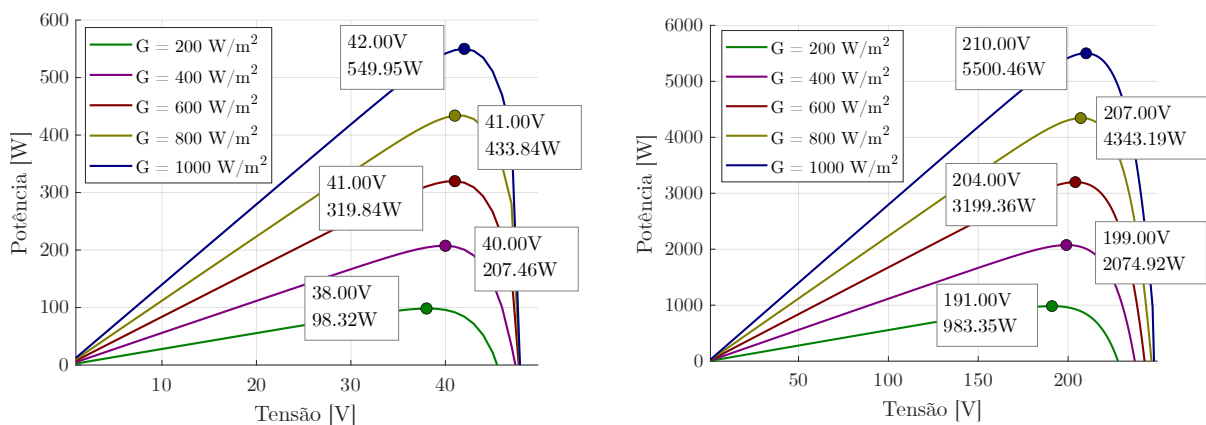 600
500
400
300
200
100
0
Potência [W]
G = 200 W/m²
G = 400 W/m²
G = 600 W/m²
G = 800 W/m²
G = 1000 W/m²
42.00V
549.95W
41.00V
433.84W
41.00V
319.84W
40.00V
207.46W
38.00V
98.32W
10
20
30
40
Tensão [V]
6000
5000
4000
3000
2000
1000
0
Potência [W]
G = 200 W/m²
G = 400 W/m²
G = 600 W/m²
G = 800 W/m²
G = 1000 W/m²
210.00V
5500.46W
207.00V
4343.19W
204.00V
3199.36W
199.00V
2074.92W
191.00V
983.35W
50
100
150
200
Tensão [V]